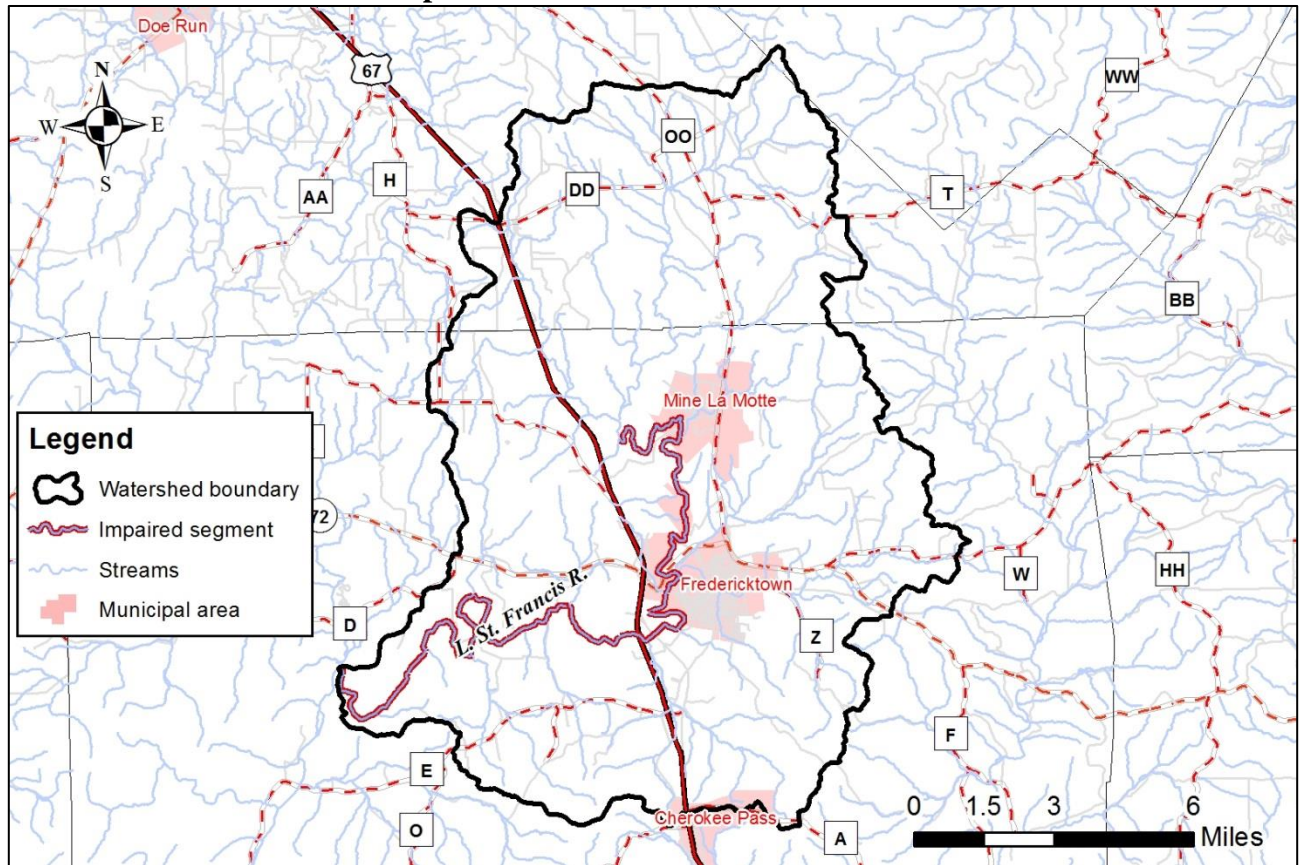 Doe Run
N
W
E
S
67
WW
OO
AA
H
DD
T
BB
Mine La Motte
Legend
Watershed boundary
Impaired segment
Streams
Municipal area
72
Fredericktown
W
HH
L. St. Francis R.
D
Z
F
E
O
Cherokee Pass
A
0 1.5 3 6
Miles